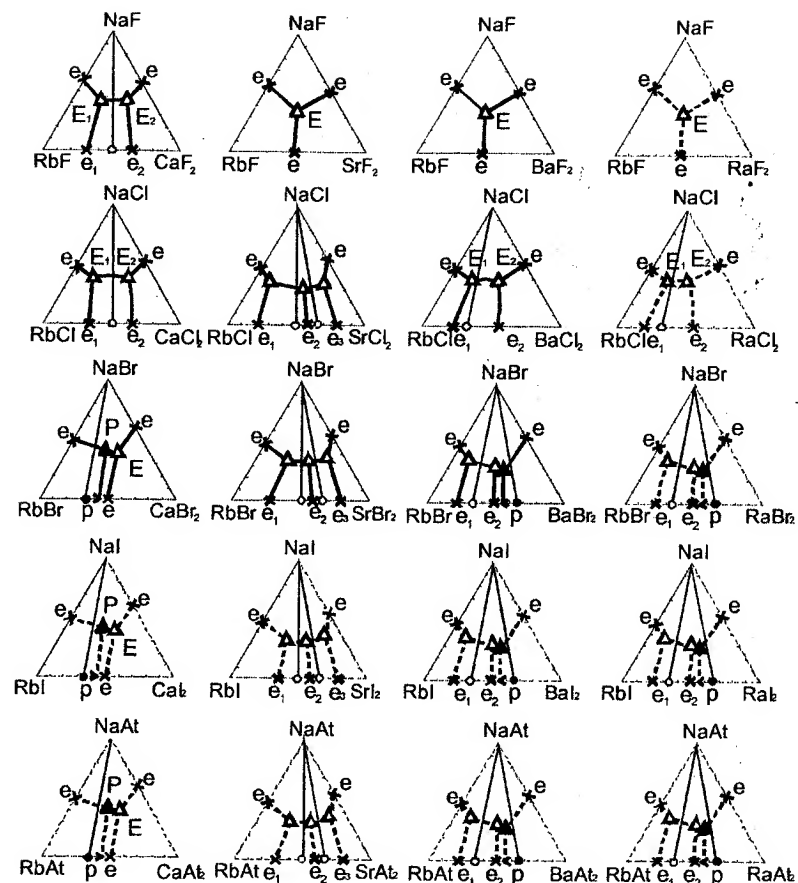 NaF NaF NaF NaF
e e e e e e e e
E₁ E₂ E E E
RbF e₁ e₂ CaF₂ RbF e SrF₂ RbF e BaF₂ RbF e RaF₂
NaCl NaCl NaCl NaCl
e E₁ E₂ e e e e E₁ E₂ e e E₁ E₂ e
RbCl e₁ e₂ CaCl₂ RbCl e₁ e₂ e₃ SrCl₂ RbCl e₁ e₂ BaCl₂ RbCl e₁ e₂ RaCl₂
NaBr NaBr NaBr NaBr
e P e e e e e e e
E
RbBr p e CaBr₂ RbBr e₁ e₂ e₃ SrBr₂ RbBr e₁ e₂ p BaBr₂ RbBr e₁ e₂ p RaBr₂
NaI NaI NaI NaI
e P e e e e e e e
E
RbI p e CaI₂ RbI e₁ e₂ e₃ SrI₂ RbI e₁ e₂ p BaI₂ RbI e₁ e₂ p RaI₂
NaAt NaAt NaAt NaAt
e P e e e e e e e
E
RbAt p e CaAt₂ RbAt e₁ e₂ e₃ SrAt₂ RbAt e₁ e₂ p BaAt₂ RbAt e₁ e₂ p RaAt₂